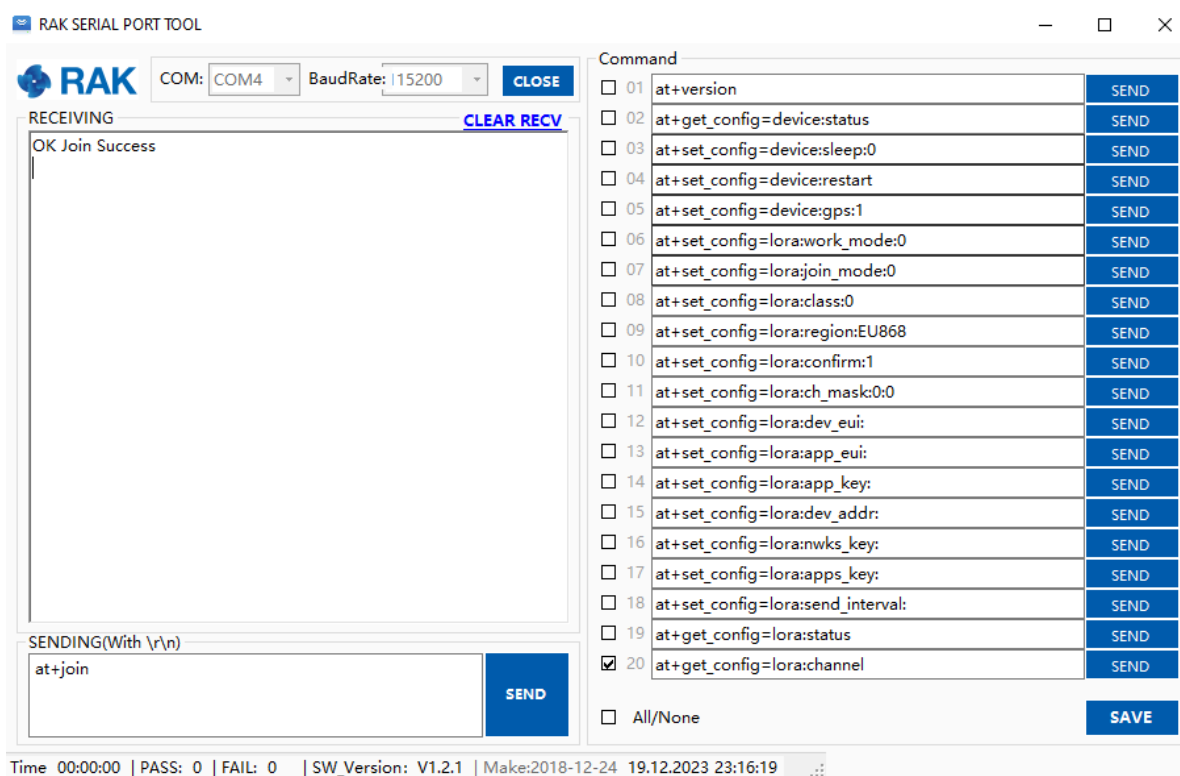 RAK SERIAL PORT TOOL
RAK
COM: COM4 BaudRate: 115200 CLOSE
RECEIVING CLEAR RECV
OK Join Success
SENDING(With \r\n)
at+join
SEND
Command
01 at+version SEND
02 at+get_config=device:status SEND
03 at+set_config=device:sleep:0 SEND
04 at+set_config=device:restart SEND
05 at+set_config=device:gps:1 SEND
06 at+set_config=lora:work_mode:0 SEND
07 at+set_config=lora:join_mode:0 SEND
08 at+set_config=lora:class:0 SEND
09 at+set_config=lora:region:EU868 SEND
10 at+set_config=lora:confirm:1 SEND
11 at+set_config=lora:ch_mask:0:0 SEND
12 at+set_config=lora:dev_eui: SEND
13 at+set_config=lora:app_eui: SEND
14 at+set_config=lora:app_key: SEND
15 at+set_config=lora:dev_addr: SEND
16 at+set_config=lora:nwks_key: SEND
17 at+set_config=lora:apps_key: SEND
18 at+set_config=lora:send_interval: SEND
19 at+get_config=lora:status SEND
20 at+get_config=lora:channel SEND
All/None SAVE
Time 00:00:00 | PASS: 0 | FAIL: 0 | SW_Version: V1.2.1 | Make:2018-12-24 19.12.2023 23:16:19